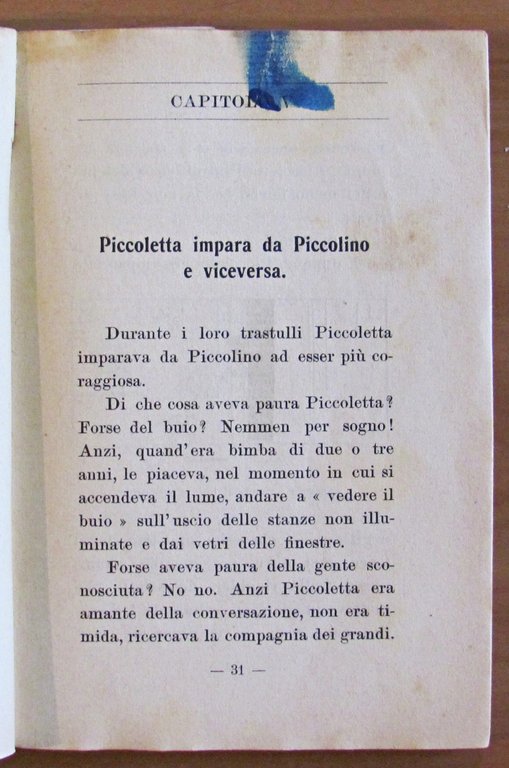 Piccoletta impara da Piccolino
e viceversa.
Durante i loro trastulli Piccoletta
imparava da Piccolino ad esser più co-
raggiosa.
Di che cosa aveva paura Piccoletta?
Forse del buio? Nemmen per sogno!
Anzi, quand'era bimba di due o tre
anni, le piaceva, nel momento in cui si
accendeva il lume, andare a « vedere il
buio » sull'uscio delle stanze non illu-
minate e dai vetri delle finestre.
Forse aveva paura della gente sco-
nosciuta? No no. Anzi Piccoletta era
amante della conversazione, non era ti-
mida, ricercava la compagnia dei grandi.
— 31 —